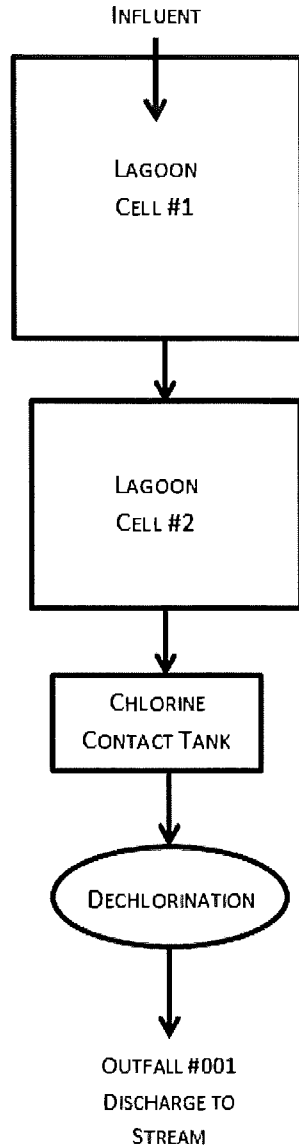 INFLUENT
LAGOON
CELL #1
LAGOON
CELL #2
CHLORINE
CONTACT TANK
DECHLORINATION
OUTFALL #001
DISCHARGE TO
STREAM